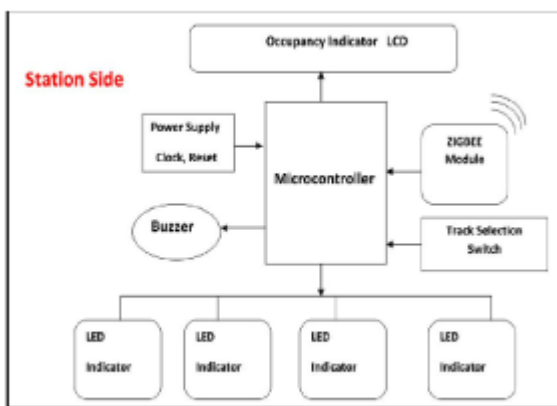 Occupancy Indicator LCD
Station Side
Power Supply
Clock, Reset
ZIGBEE
Module
Microcontroller
Buzzer
Track Selection
Switch
LED
Indicator
LED
Indicator
LED
Indicator
LED
Indicator